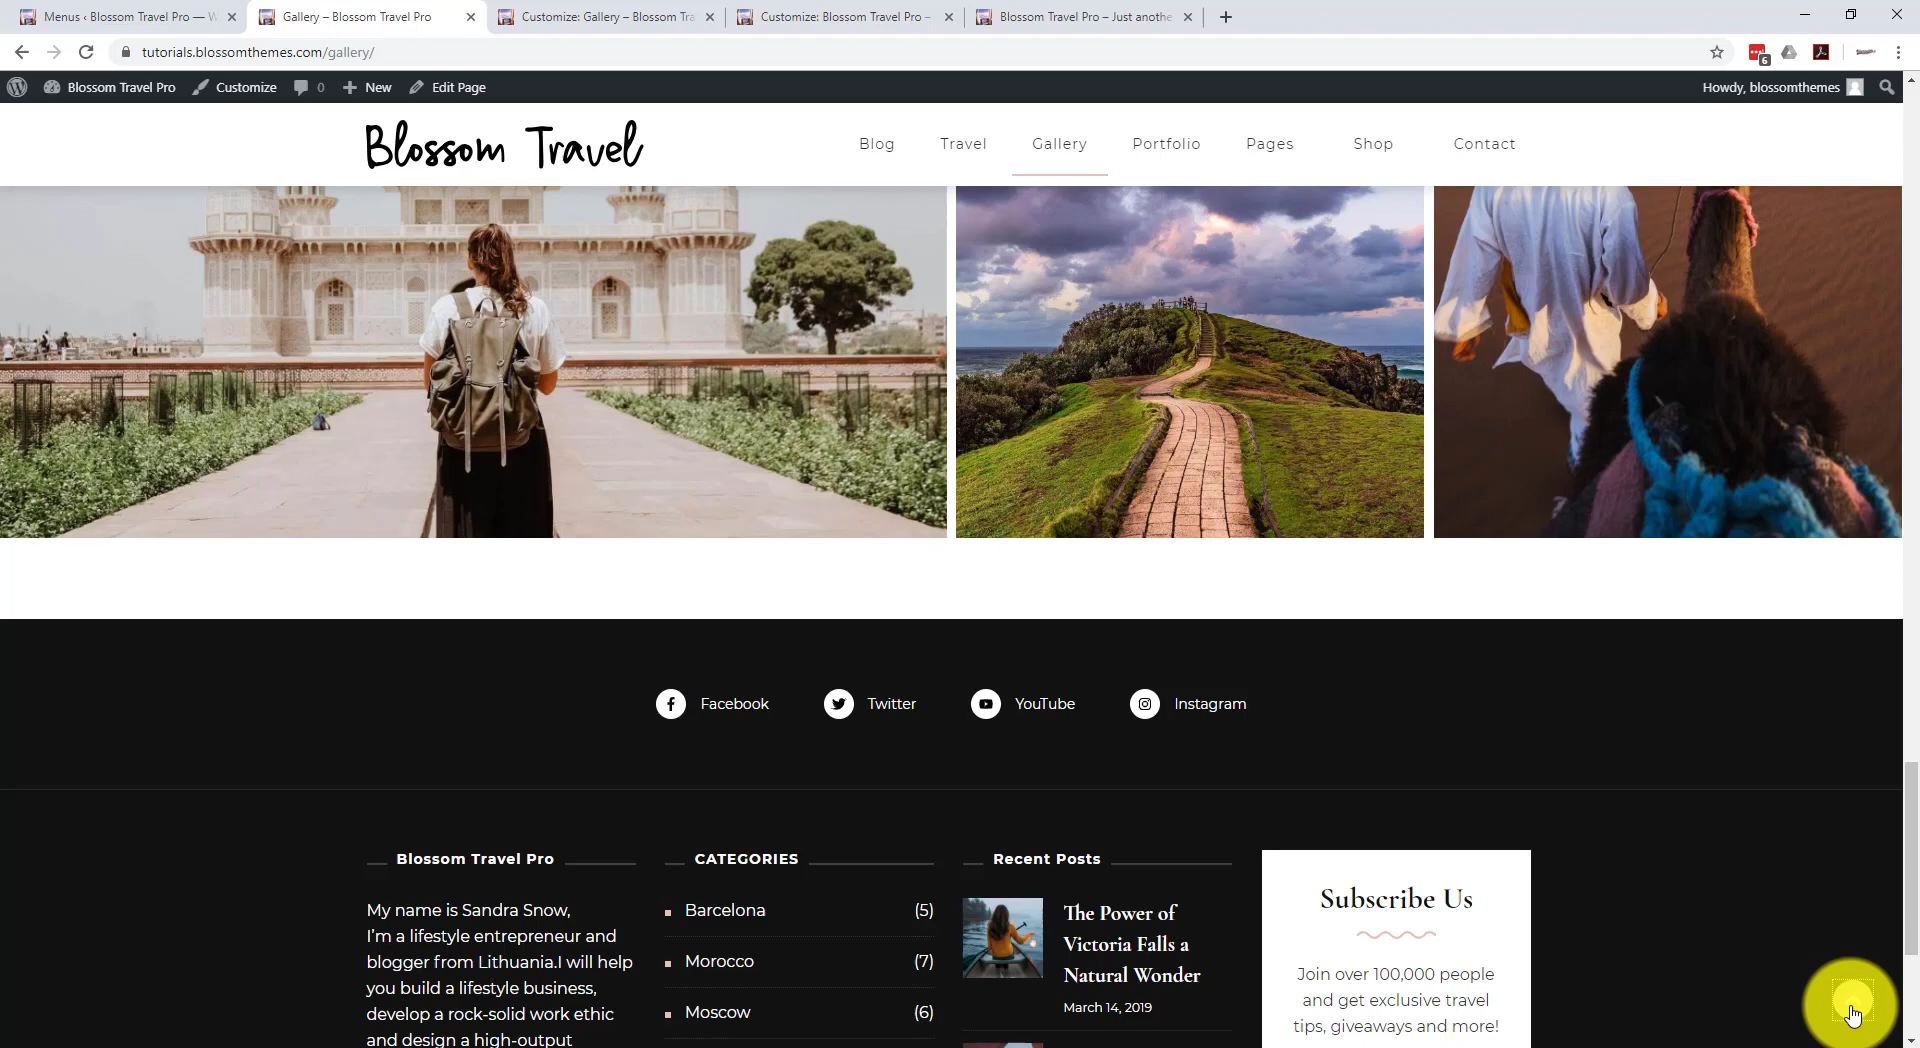 Menus ‹ Blossom Travel Pro — W
Gallery – Blossom Travel Pro
Customize: Gallery – Blossom Tra
Customize: Blossom Travel Pro –
Blossom Travel Pro – Just anothe
tutorials.blossomthemes.com/gallery/
6
Blossom Travel Pro
Customize
0
New
Edit Page
Howdy, blossomthemes
Blossom Travel
Blog
Travel
Gallery
Portfolio
Pages
Shop
Contact
Facebook
Twitter
YouTube
Instagram
Blossom Travel Pro
My name is Sandra Snow,
I'm a lifestyle entrepreneur and
blogger from Lithuania.I will help
you build a lifestyle business,
develop a rock-solid work ethic
and design a high-output
CATEGORIES
Barcelona (5)
Morocco (7)
Moscow (6)
Recent Posts
The Power of
Victoria Falls a
Natural Wonder
March 14, 2019
Subscribe Us
Join over 100,000 people
and get exclusive travel
tips, giveaways and more!